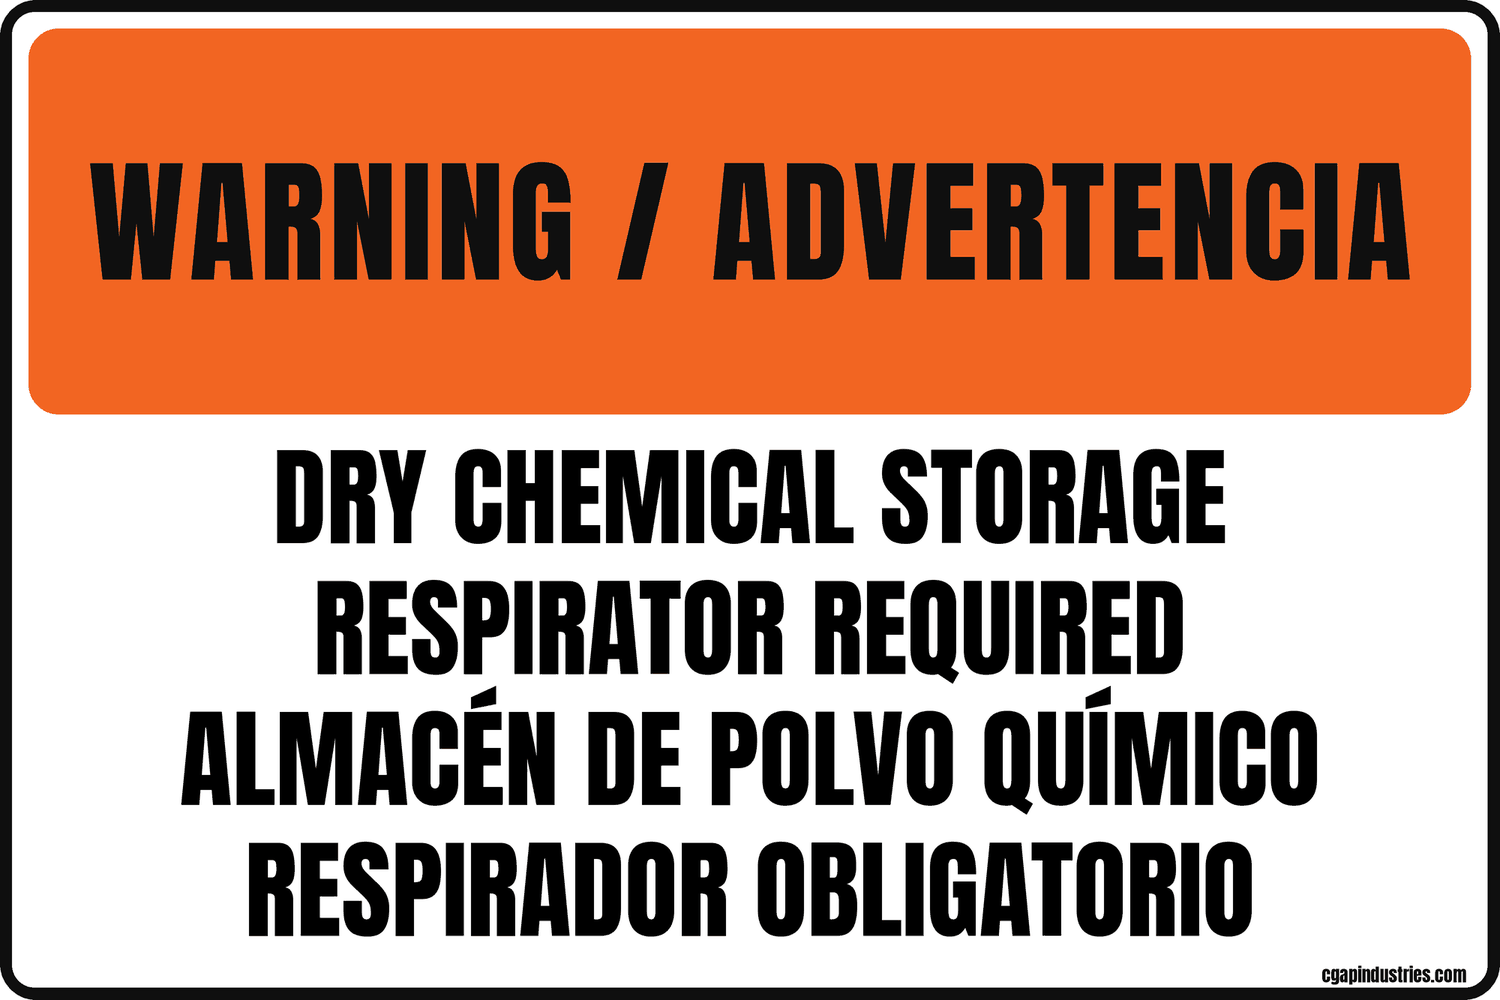 WARNING / ADVERTENCIA
DRY CHEMICAL STORAGE
RESPIRATOR REQUIRED
ALMACÉN DE POLVO QUÍMICO
RESPIRADOR OBLIGATORIO
cgapindustries.com